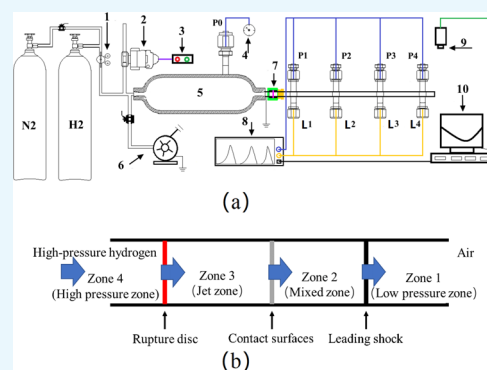 1
2
3
P0
4
P1
P2
P3
P4
9
N2
H2
5
7
10
6
8
L1
L2
L3
L4
(a)
High-pressure hydrogen
Air
Zone 4
(High pressure zone)
Zone 3
(Jet zone)
Zone 2
(Mixed zone)
Zone 1
(Low pressure zone)
Rupture disc
Contact surfaces
Leading shock
(b)